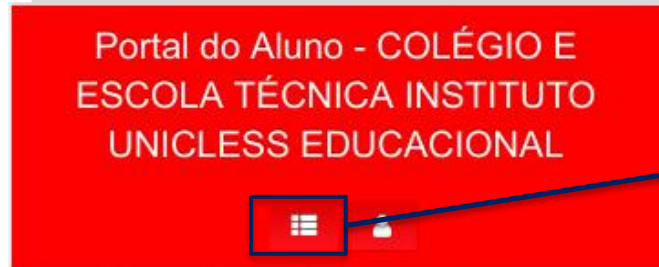 Portal do Aluno - COLÉGIO E
ESCOLA TÉCNICA INSTITUTO
UNICLESS EDUCACIONAL